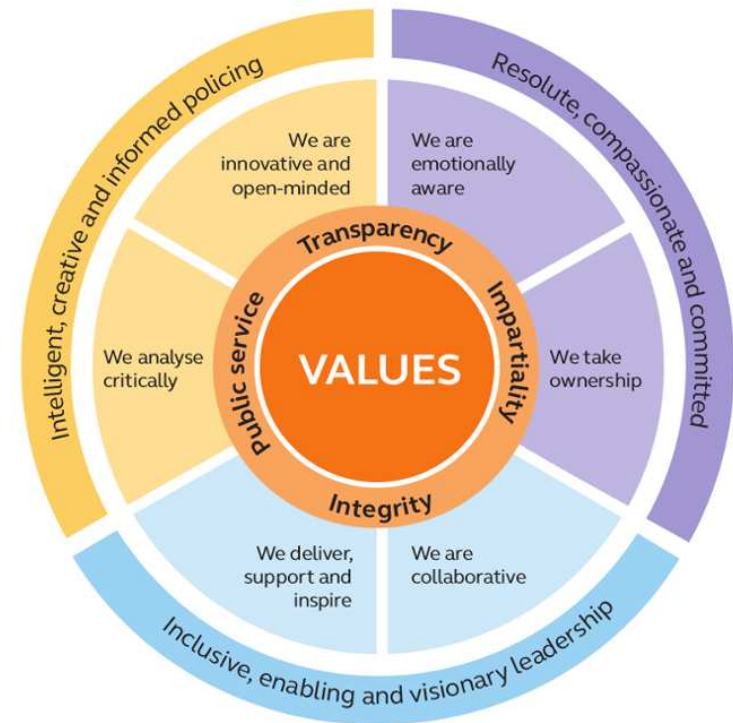 Intelligent, creative and informed policing
Resolute, compassionate and committed
We are
innovative and
open-minded
We are
emotionally
aware
Transparency
Public service
Impartiality
We analyse
critically
VALUES
We take
ownership
Integrity
We deliver,
support and
inspire
We are
collaborative
Inclusive, enabling and visionary leadership